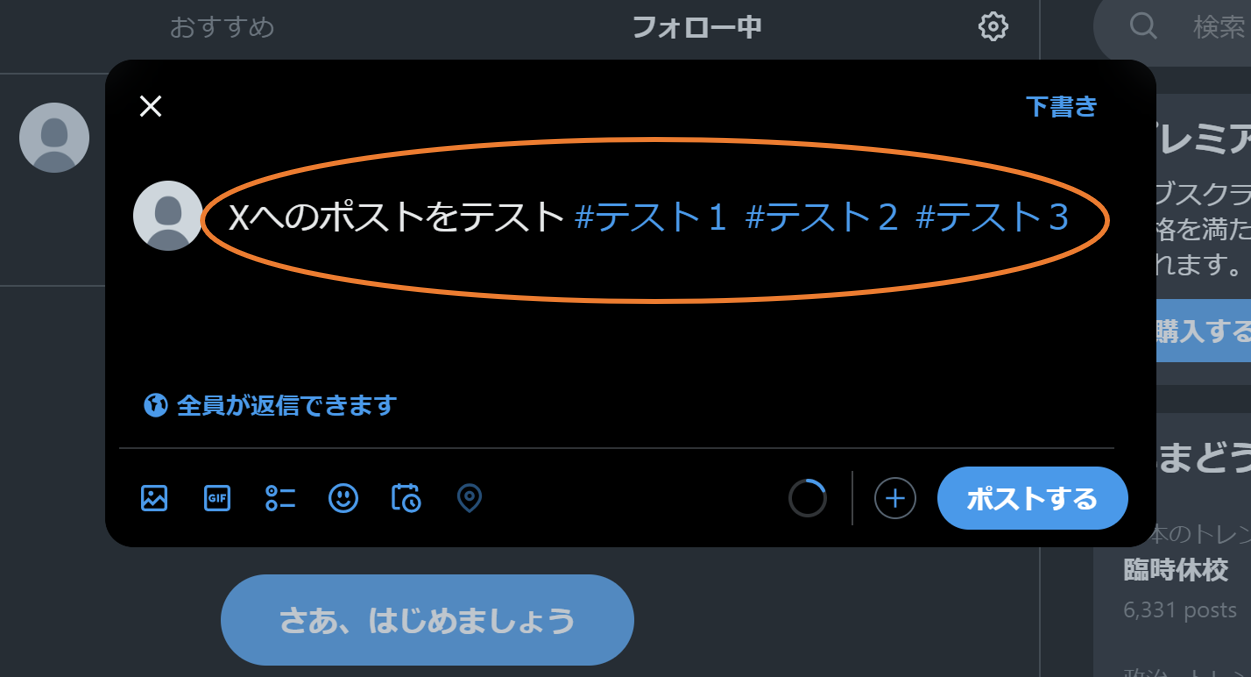 おすすめ
フォロー中
検索
下書き
Xへのポストをテスト #テスト１ #テスト２ #テスト３
全員が返信できます
GIF
ポストする
さあ、はじめましょう
レミア
ブスクラ
格を満た
れます。
購入する
まどう
本のトレン
臨時休校
6,331 posts